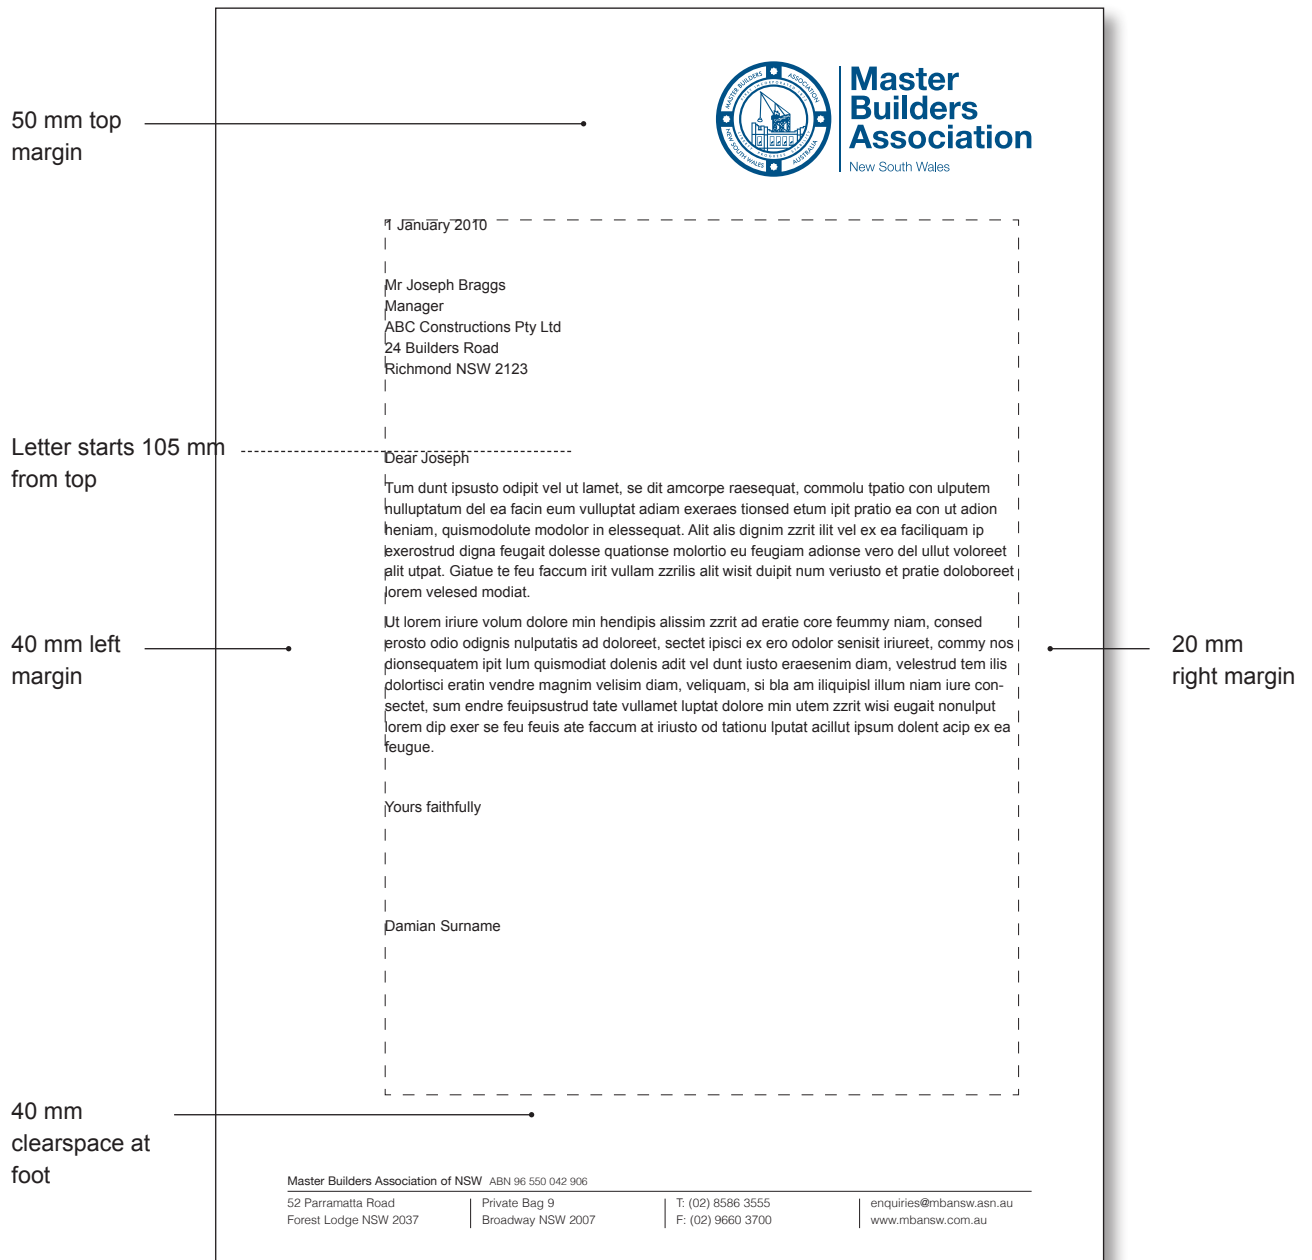 50 mm top
margin
Master
Builders
Association
New South Wales
MASTER BUILDERS ASSOCIATION
NEW SOUTH WALES AUSTRALIA
1 January 2010
Mr Joseph Braggs
Manager
ABC Constructions Pty Ltd
24 Builders Road
Richmond NSW 2123
Letter starts 105 mm
from top
Dear Joseph
Tum dunt ipsusto odipit vel ut lamet, se dit amcorpe raesequat, commolu tpatio con ulputem
nulluptatum del ea facin eum vulluptat adiam exeraes tionsed etum ipit pratio ea con ut adion
heniam, quismodolute modolor in elessequat. Alit alis dignim zzrit ilit vel ex ea faciliquam ip
exerostrud digna feugait dolesse quationse molortio eu feugiam adionse vero del ullut voloreet
alit utpat. Giatue te feu faccum irit vullam zzrilis alit wisit duipit num veriusto et pratie doloboreet
lorem velesed modiat.
Ut lorem iriure volum dolore min hendipis alissim zzrit ad eratie core feummy niam, consed
erosto odio odignis nulputatis ad doloreet, sectet ipisci ex ero odolor senisit iriureet, commy nos
dionsequatem ipit lum quismodiat dolenis adit vel dunt iusto eraesenim diam, velestrud tem ilis
dolortisci eratin vendre magnim velisim diam, veliquam, si bla am iliquipisl illum niam iure con-
sectet, sum endre feuipsustrud tate vullamet luptat dolore min utem zzrit wisi eugait nonulput
lorem dip exer se feu feuis ate faccum at iriusto od tationu lputat acillut ipsum dolent acip ex ea
feugue.
40 mm left
margin
20 mm
right margin
Yours faithfully
Damian Surname
40 mm
clearspace at
foot
Master Builders Association of NSW ABN 96 550 042 906
52 Parramatta Road
Forest Lodge NSW 2037
Private Bag 9
Broadway NSW 2007
T: (02) 8586 3555
F: (02) 9660 3700
enquiries@mbansw.asn.au
www.mbansw.com.au